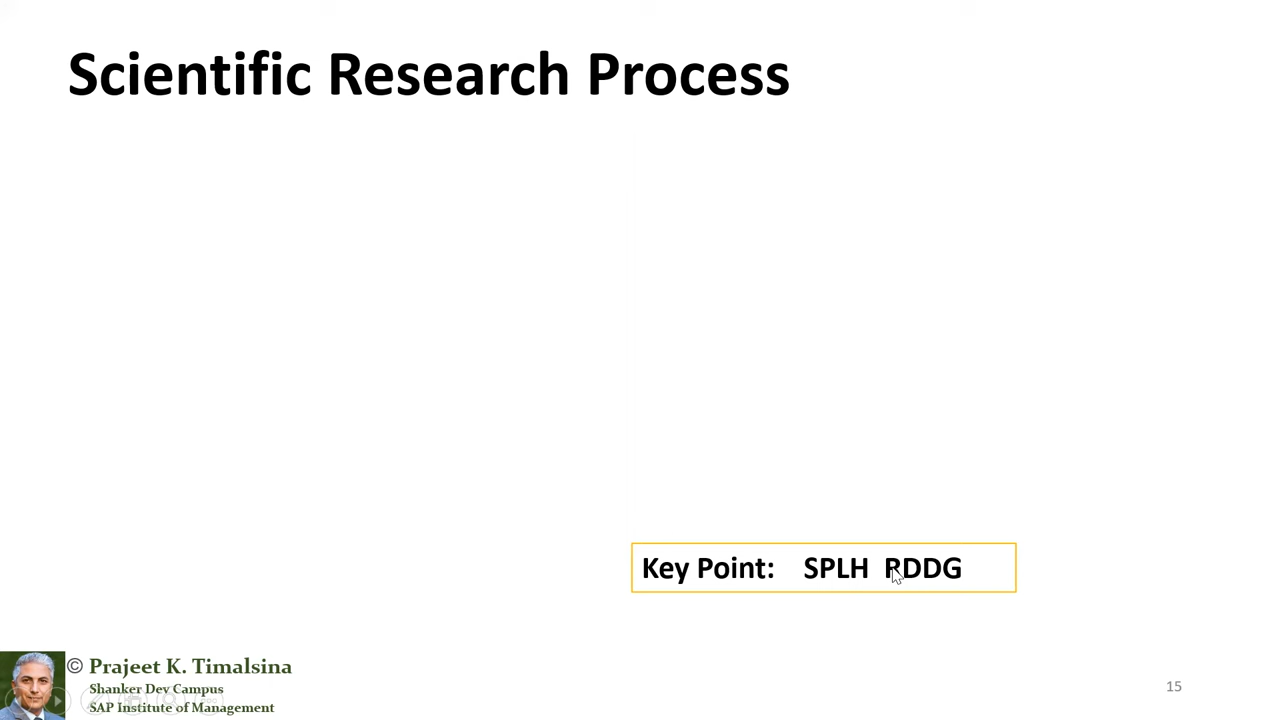 Scientific Research Process
Key Point: SPLH RDDG
© Prajeet K. Timalsina
Shanker Dev Campus
SAP Institute of Management
15